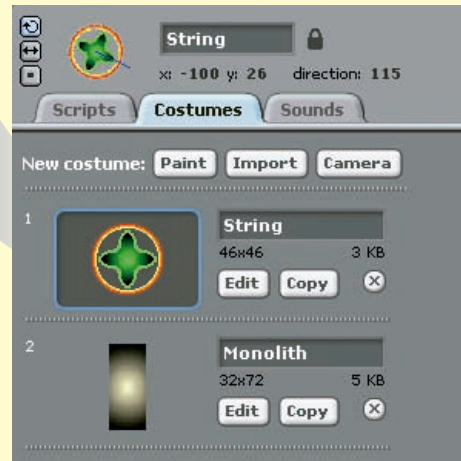 String
x: -100 y: 26 direction: 115
Scripts Costumes Sounds
New costume: Paint Import Camera
1
String
46x46 3 KB
Edit Copy
2
Monolith
32x72 5 KB
Edit Copy